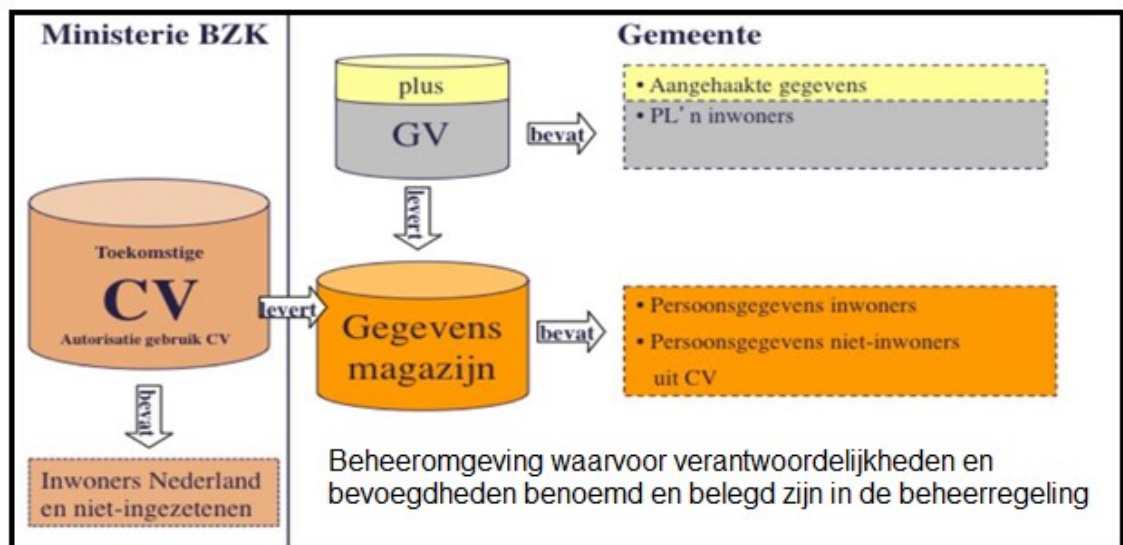 Ministerie BZK
Toekomstige
CV
Autorisatie gebruik CV
levert
bevat
Inwoners Nederland
en niet-ingezetenen
Gemeente
plus
GV
bevat
• Aangehaakte gegevens
• PL'n inwoners
levert
Gegevens
magazijn
bevat
• Persoonsgegevens inwoners
• Persoonsgegevens niet-inwoners
uit CV
Beheeromgeving waarvoor verantwoordelijkheden en
bevoegdheden benoemd en belegd zijn in de beheerregeling